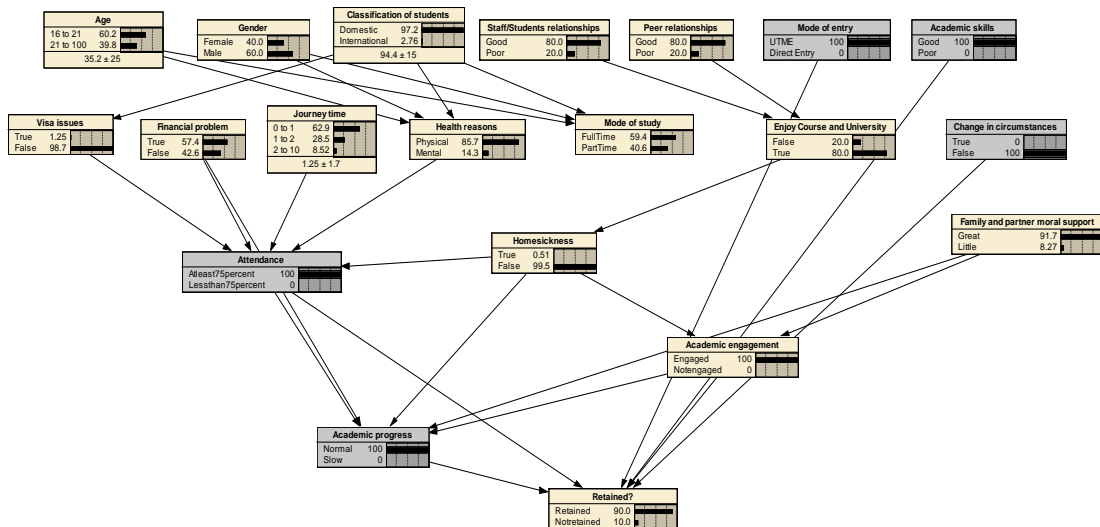 Age
16 to 21 60.2
21 to 100 39.8
35.2 ± 25
Gender
Female 40.0
Male 60.0
Classification of students
Domestic 97.2
International 2.76
94.4 ± 15
Staff/Students relationships
Good 80.0
Poor 20.0
Peer relationships
Good 80.0
Poor 20.0
Mode of entry
UTME 100
Direct Entry 0
Academic skills
Good 100
Poor 0
Visa issues
True 1.25
False 98.7
Financial problem
True 57.4
False 42.6
Journey time
0 to 1 62.9
1 to 2 28.5
2 to 10 8.52
1.25 ± 1.7
Health reasons
Physical 85.7
Mental 14.3
Mode of study
FullTime 59.4
PartTime 40.6
Enjoy Course and University
False 20.0
True 80.0
Change in circumstances
True 0
False 100
Family and partner moral support
Great 91.7
Little 8.27
Attendance
Atleast75percent 100
Lessthan75percent 0
Homesickness
True 0.51
False 99.5
Academic engagement
Engaged 100
Notengaged 0
Academic progress
Normal 100
Slow 0
Retained?
Retained 90.0
Notretained 10.0